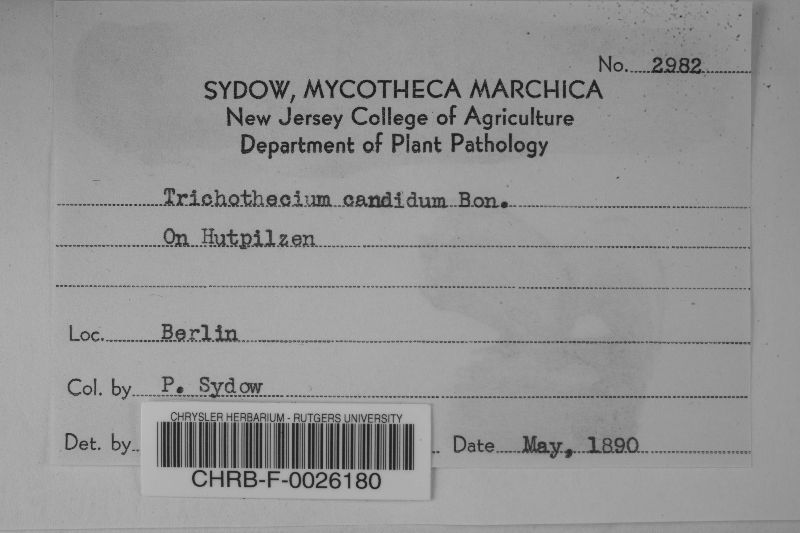 No. 2982
SYDOW, MYCOTHECA MARCHICA
New Jersey College of Agriculture
Department of Plant Pathology
Trichothecium candidum Bon.
On Hutpilzen
Loc. Berlin
Col. by P. Sydow
Det. by
Date May, 1890
CHRYSLER HERBARIUM - RUTGERS UNIVERSITY
CHRB-F-0026180